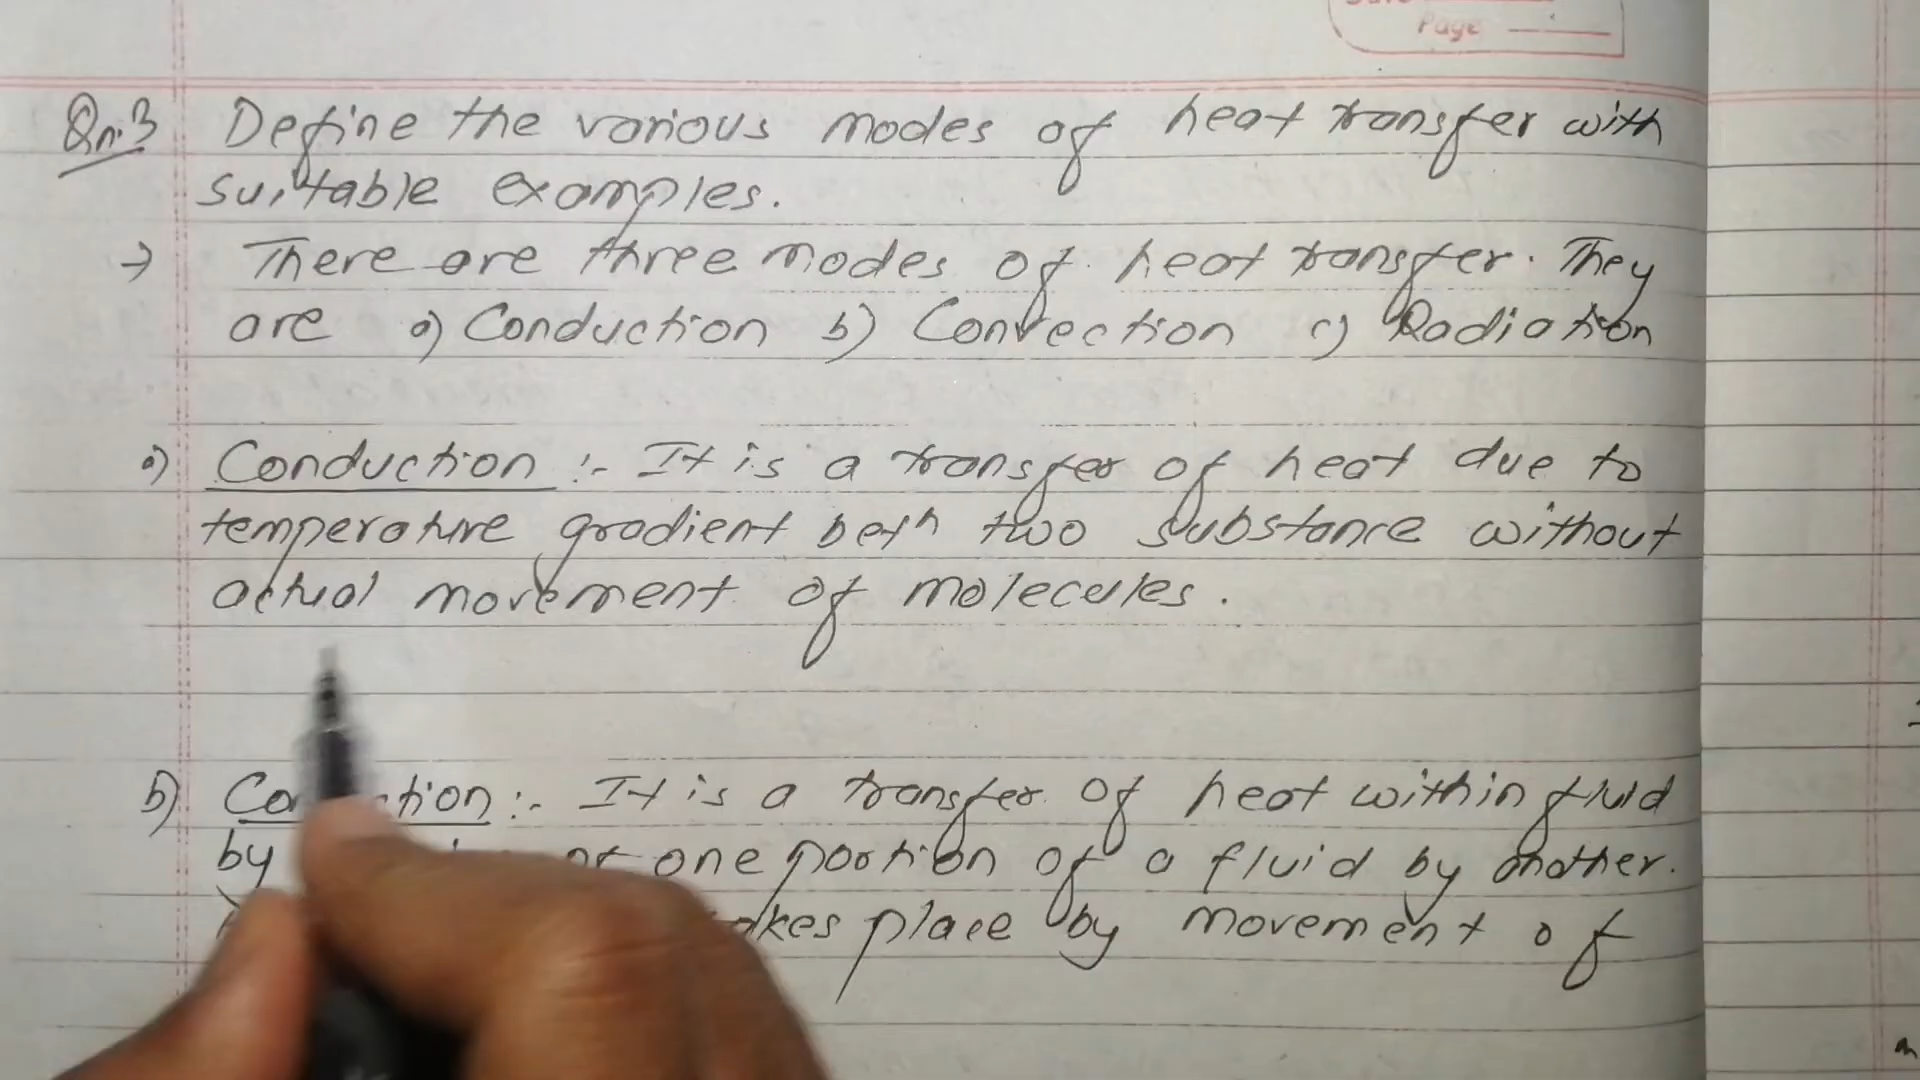 Page
Qn.3 Define the various modes of heat transfer with
suitable examples.
→ There are three modes of heat transfer. They
are a) Conduction b) Convection c) Radiation
a) Conduction :- It is a transfer of heat due to
temperature gradient betn two substance without
actual movement of molecules.
b) :- It is a transfer of heat within fluid
by one portion of a fluid by another.
place by movement of